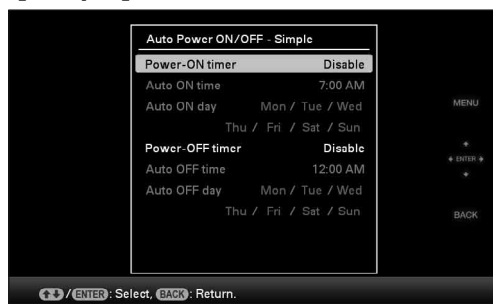 Auto Power ON/OFF - Simple
Power-ON timer Disable
Auto ON time 7:00 AM
Auto ON day Mon / Tue / Wed
Thu / Fri / Sat / Sun
Power-OFF timer Disable
Auto OFF time 12:00 AM
Auto OFF day Mon / Tue / Wed
Thu / Fri / Sat / Sun
MENU
ENTER
BACK
/ ENTER : Select, BACK : Return.